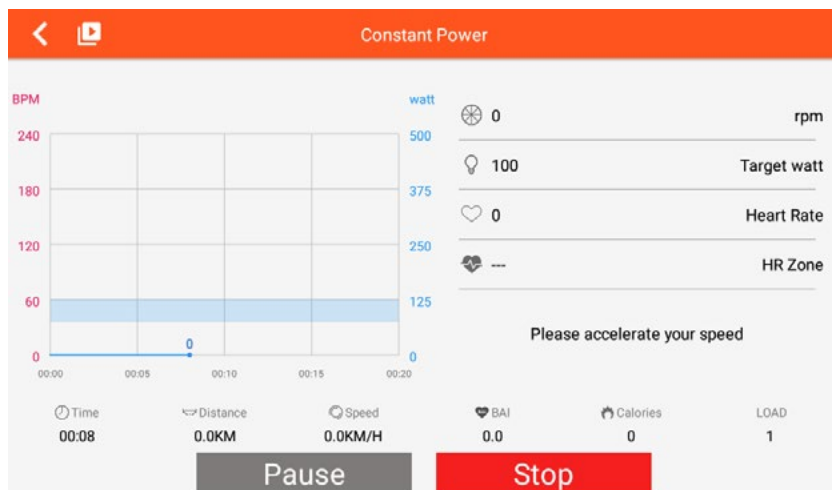 Constant Power
BPM
watt
240
180
120
60
0
500
375
250
125
0
0
00:00 00:05 00:10 00:15 00:20
0 rpm
100 Target watt
0 Heart Rate
--- HR Zone
Please accelerate your speed
Time Distance Speed BAI Calories LOAD
00:08 0.0KM 0.0KM/H 0.0 0 1
Pause Stop